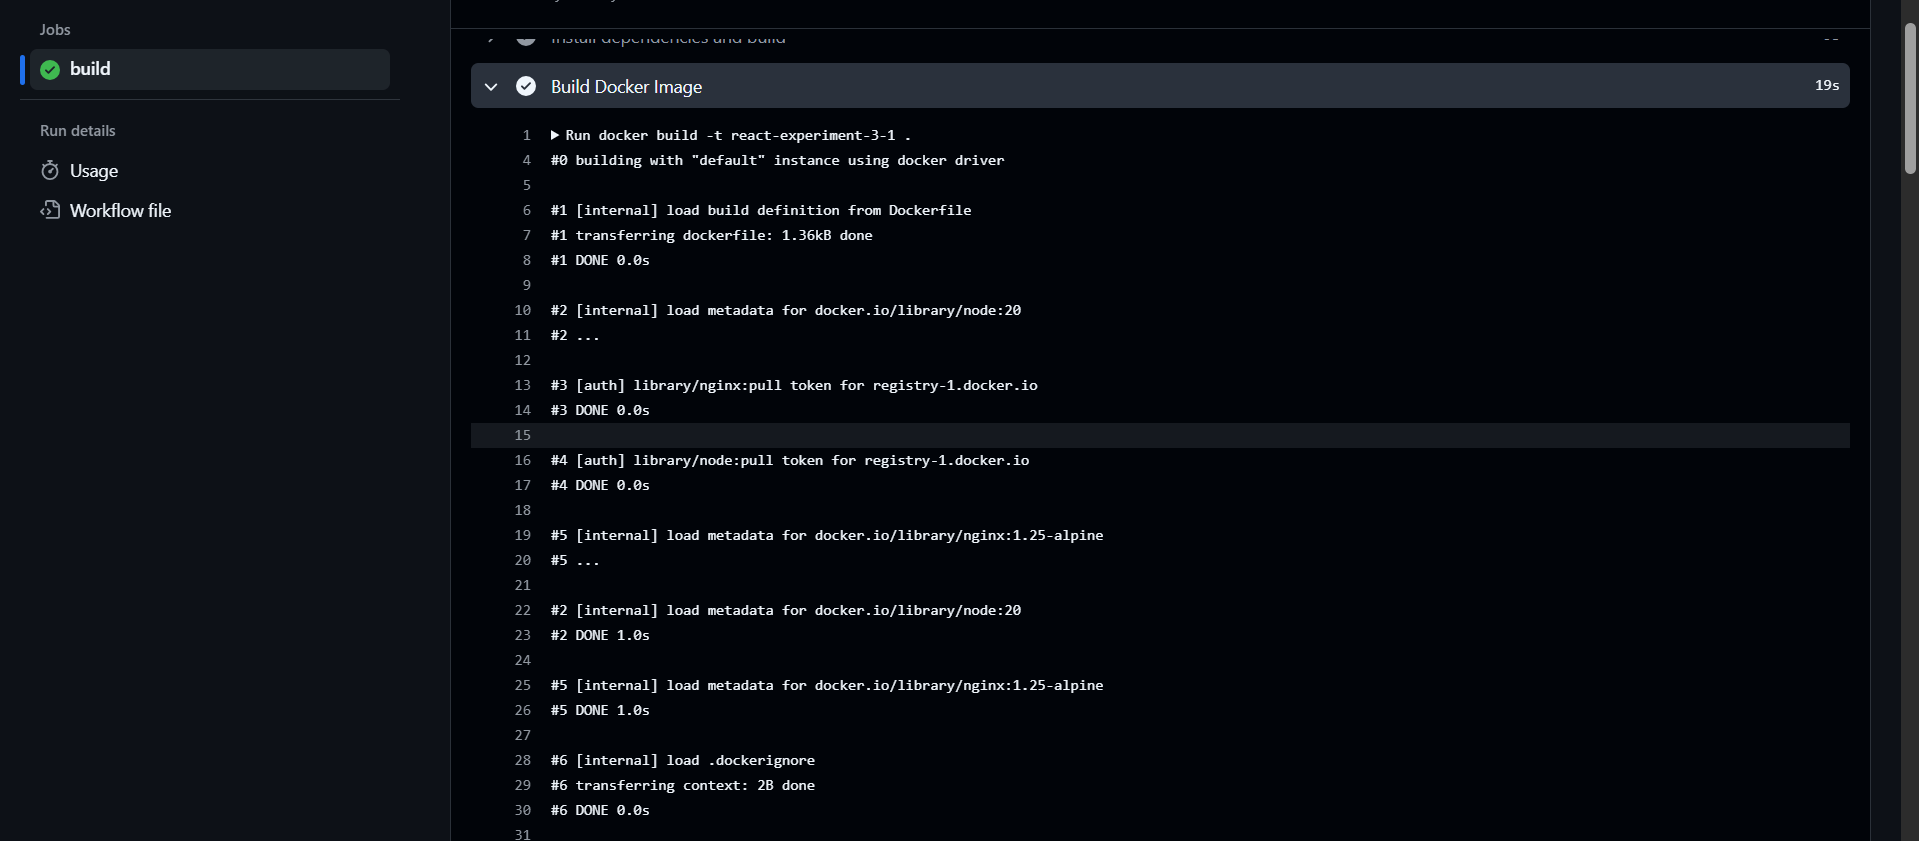 Jobs
build
Run details
Usage
Workflow file
Install dependencies and build
Build Docker Image 19s
1 Run docker build -t react-experiment-3-1 .
4 #0 building with "default" instance using docker driver
5
6 #1 [internal] load build definition from Dockerfile
7 #1 transferring dockerfile: 1.36kB done
8 #1 DONE 0.0s
9
10 #2 [internal] load metadata for docker.io/library/node:20
11 #2 ...
12
13 #3 [auth] library/nginx:pull token for registry-1.docker.io
14 #3 DONE 0.0s
15
16 #4 [auth] library/node:pull token for registry-1.docker.io
17 #4 DONE 0.0s
18
19 #5 [internal] load metadata for docker.io/library/nginx:1.25-alpine
20 #5 ...
21
22 #2 [internal] load metadata for docker.io/library/node:20
23 #2 DONE 1.0s
24
25 #5 [internal] load metadata for docker.io/library/nginx:1.25-alpine
26 #5 DONE 1.0s
27
28 #6 [internal] load .dockerignore
29 #6 transferring context: 2B done
30 #6 DONE 0.0s
31